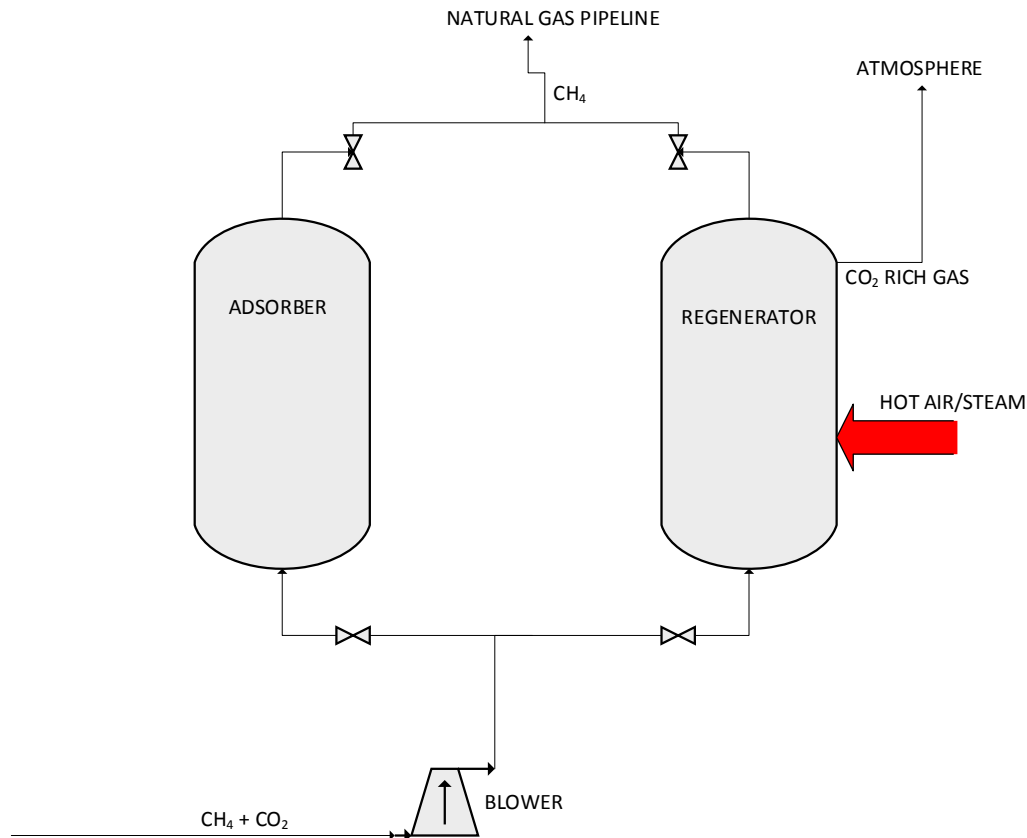 NATURAL GAS PIPELINE
ATMOSPHERE
CH₄
CO₂ RICH GAS
ADSORBER
REGENERATOR
HOT AIR/STEAM
BLOWER
CH₄ + CO₂